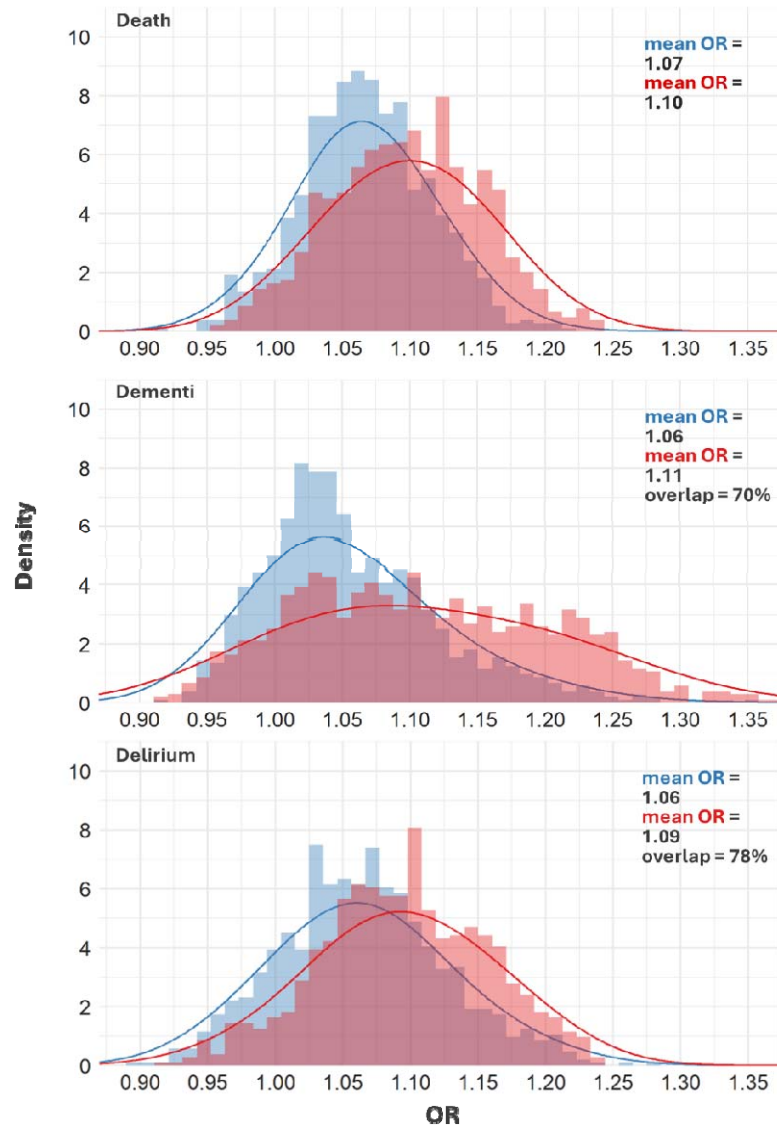 Death
mean OR =
1.07
mean OR =
1.10
10
8
6
4
2
0
0.90 0.95 1.00 1.05 1.10 1.15 1.20 1.25 1.30 1.35
Dementi
mean OR =
1.06
mean OR =
1.11
overlap = 70%
10
8
6
4
2
0
0.90 0.95 1.00 1.05 1.10 1.15 1.20 1.25 1.30 1.35
Density
Delirium
mean OR =
1.06
mean OR =
1.09
overlap = 78%
10
8
6
4
2
0
0.90 0.95 1.00 1.05 1.10 1.15 1.20 1.25 1.30 1.35
OR